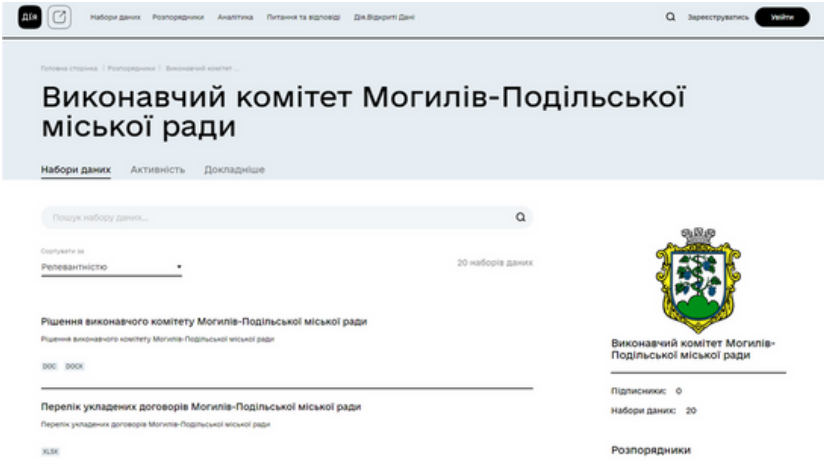 Дія Набори даних Розпорядники Аналітика Питання та відповіді Дія.Відкриті Дані Зареєструватись Увійти
Головна сторінка | Розпорядники | Виконавчий комітет ...
Виконавчий комітет Могилів-Подільської
міської ради
Набори даних Активність Докладніше
Пошук набору даних...
Сортувати за
Релевантністю
20 наборів даних
Рішення виконавчого комітету Могилів-Подільської міської ради
Рішення виконавчого комітету Могилів-Подільської міської ради
DOC DOCX
Перелік укладених договорів Могилів-Подільської міської ради
Перелік укладених договорів Могилів-Подільської міської ради
XLSX
Виконавчий комітет Могилів-
Подільської міської ради
Підписники: 0
Набори даних: 20
Розпорядники